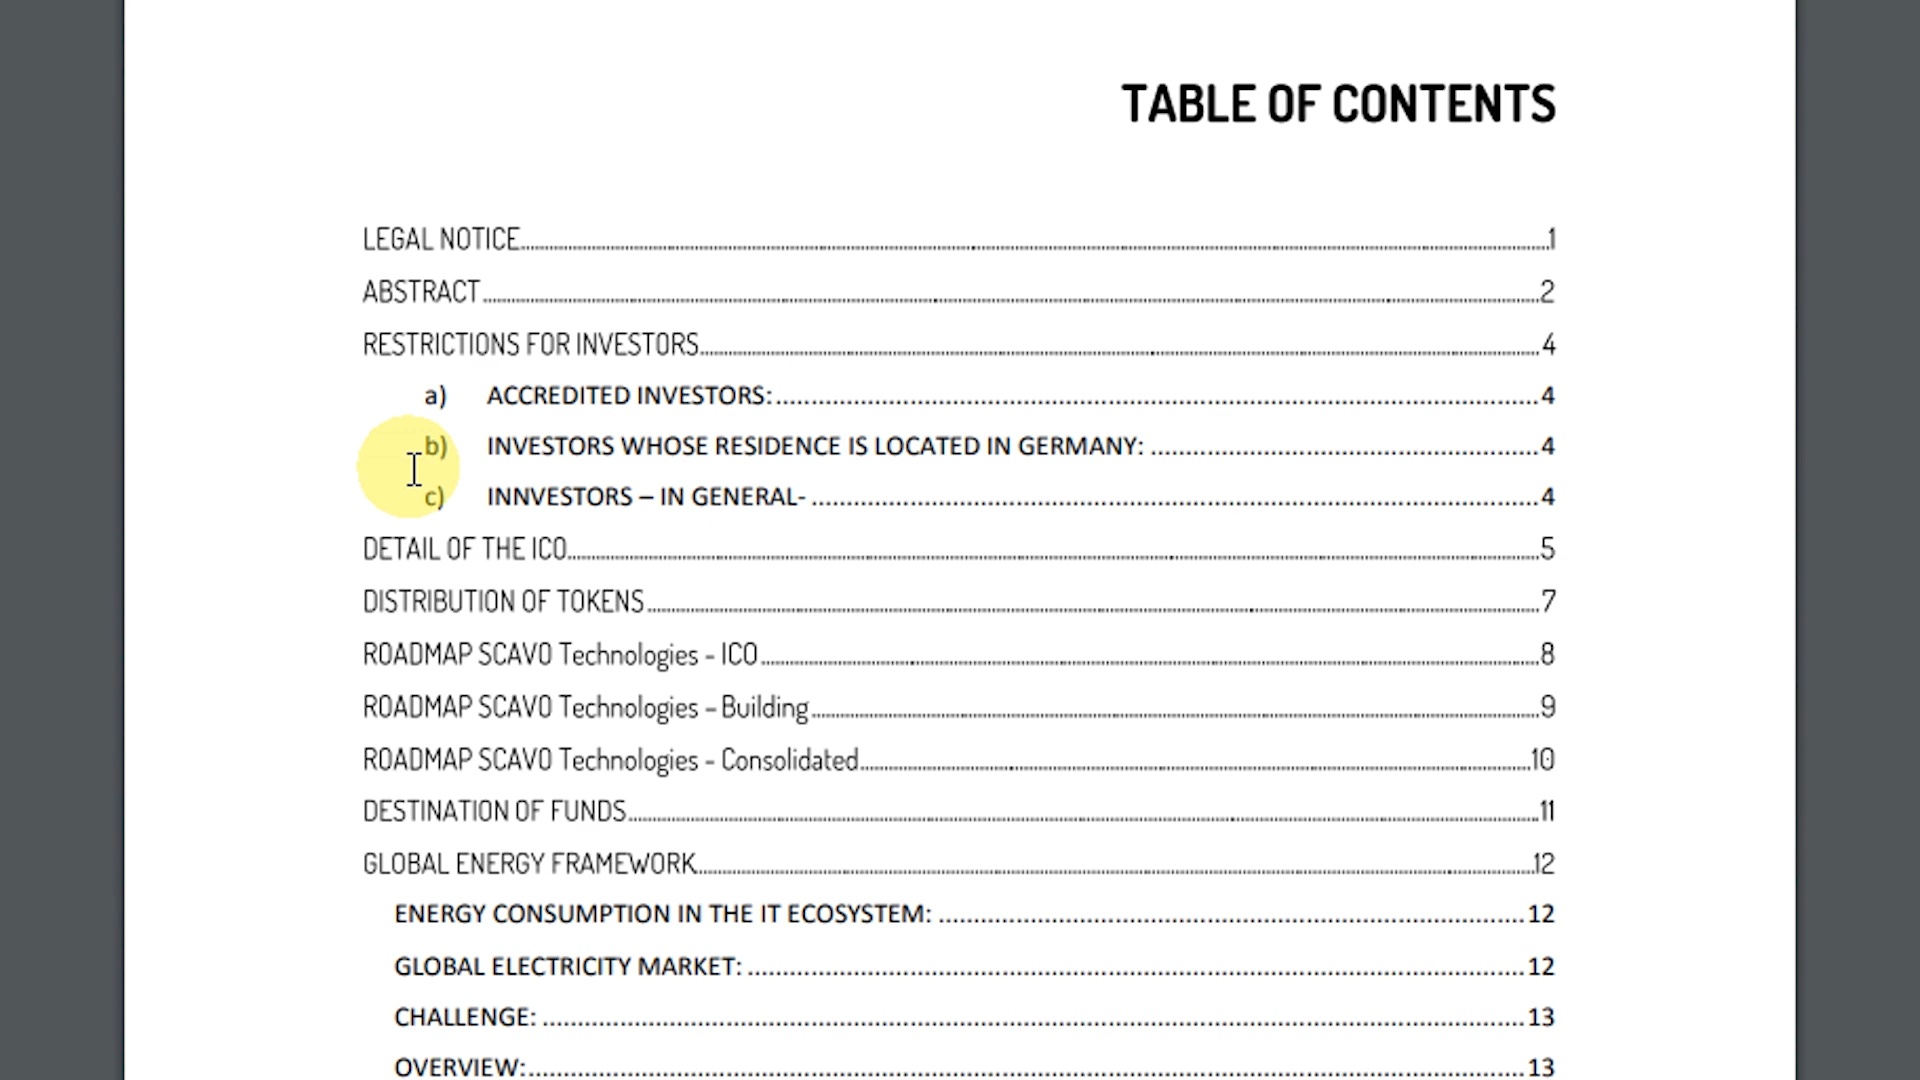 TABLE OF CONTENTS
LEGAL NOTICE 1
ABSTRACT 2
RESTRICTIONS FOR INVESTORS 4
a) ACCREDITED INVESTORS: 4
b) INVESTORS WHOSE RESIDENCE IS LOCATED IN GERMANY: 4
c) INNVESTORS – IN GENERAL- 4
DETAIL OF THE ICO 5
DISTRIBUTION OF TOKENS 7
ROADMAP SCAVO Technologies - ICO 8
ROADMAP SCAVO Technologies – Building 9
ROADMAP SCAVO Technologies - Consolidated 10
DESTINATION OF FUNDS 11
GLOBAL ENERGY FRAMEWORK 12
ENERGY CONSUMPTION IN THE IT ECOSYSTEM: 12
GLOBAL ELECTRICITY MARKET: 12
CHALLENGE: 13
OVERVIEW: 13